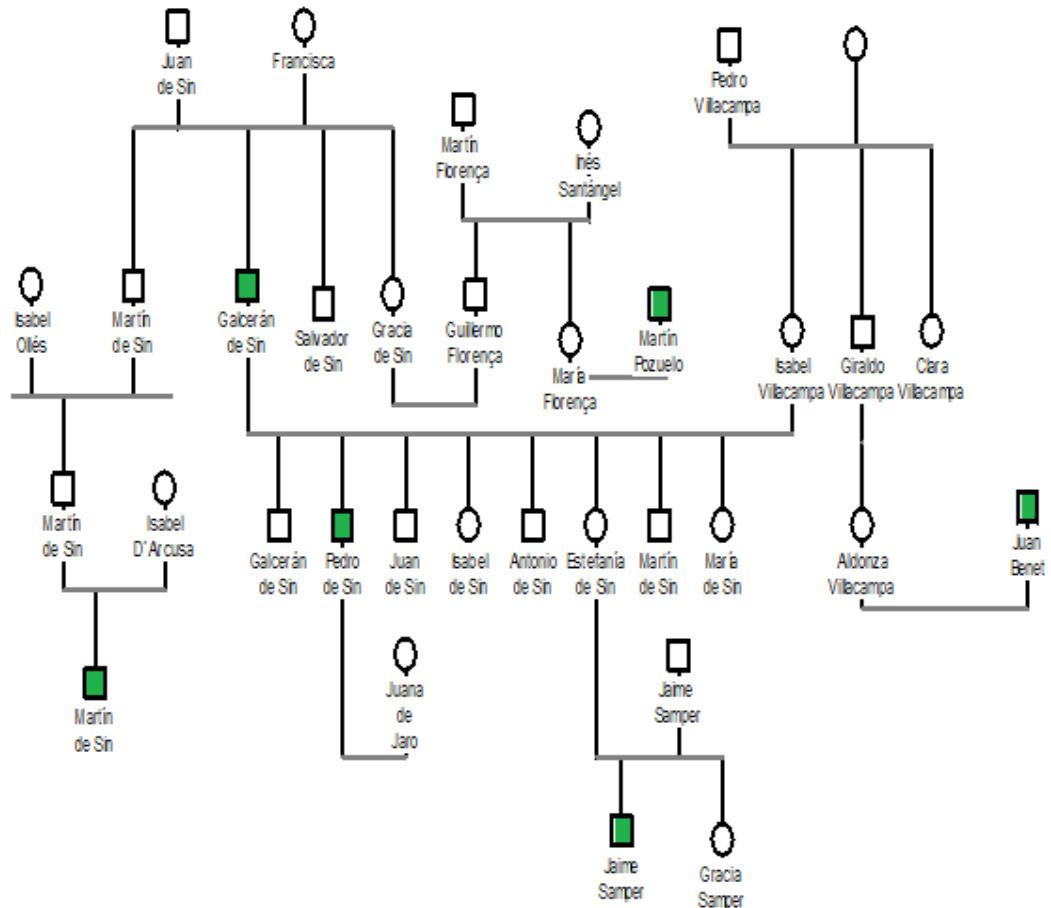 Juan
de Sin
Francisca
Pedro
Villacampa
Martín
Florença
Inés
Santángel
Isabel
Ollés
Martín
de Sin
Galcerán
de Sin
Salvador
de Sin
Gracia
de Sin
Guillermo
Florença
María
Florença
Martín
Pozuelo
Isabel
Villacampa
Giraldo
Villacampa
Clara
Villacampa
Martín
de Sin
Isabel
D'Arcusa
Galcerán
de Sin
Pedro
de Sin
Juan
de Sin
Isabel
de Sin
Antonio
de Sin
Estefanía
de Sin
Martín
de Sin
María
de Sin
Aldonza
Villacampa
Juan
Benet
Martín
de Sin
Juana
de
Jaro
Jaime
Samper
Jaime
Samper
Gracia
Samper